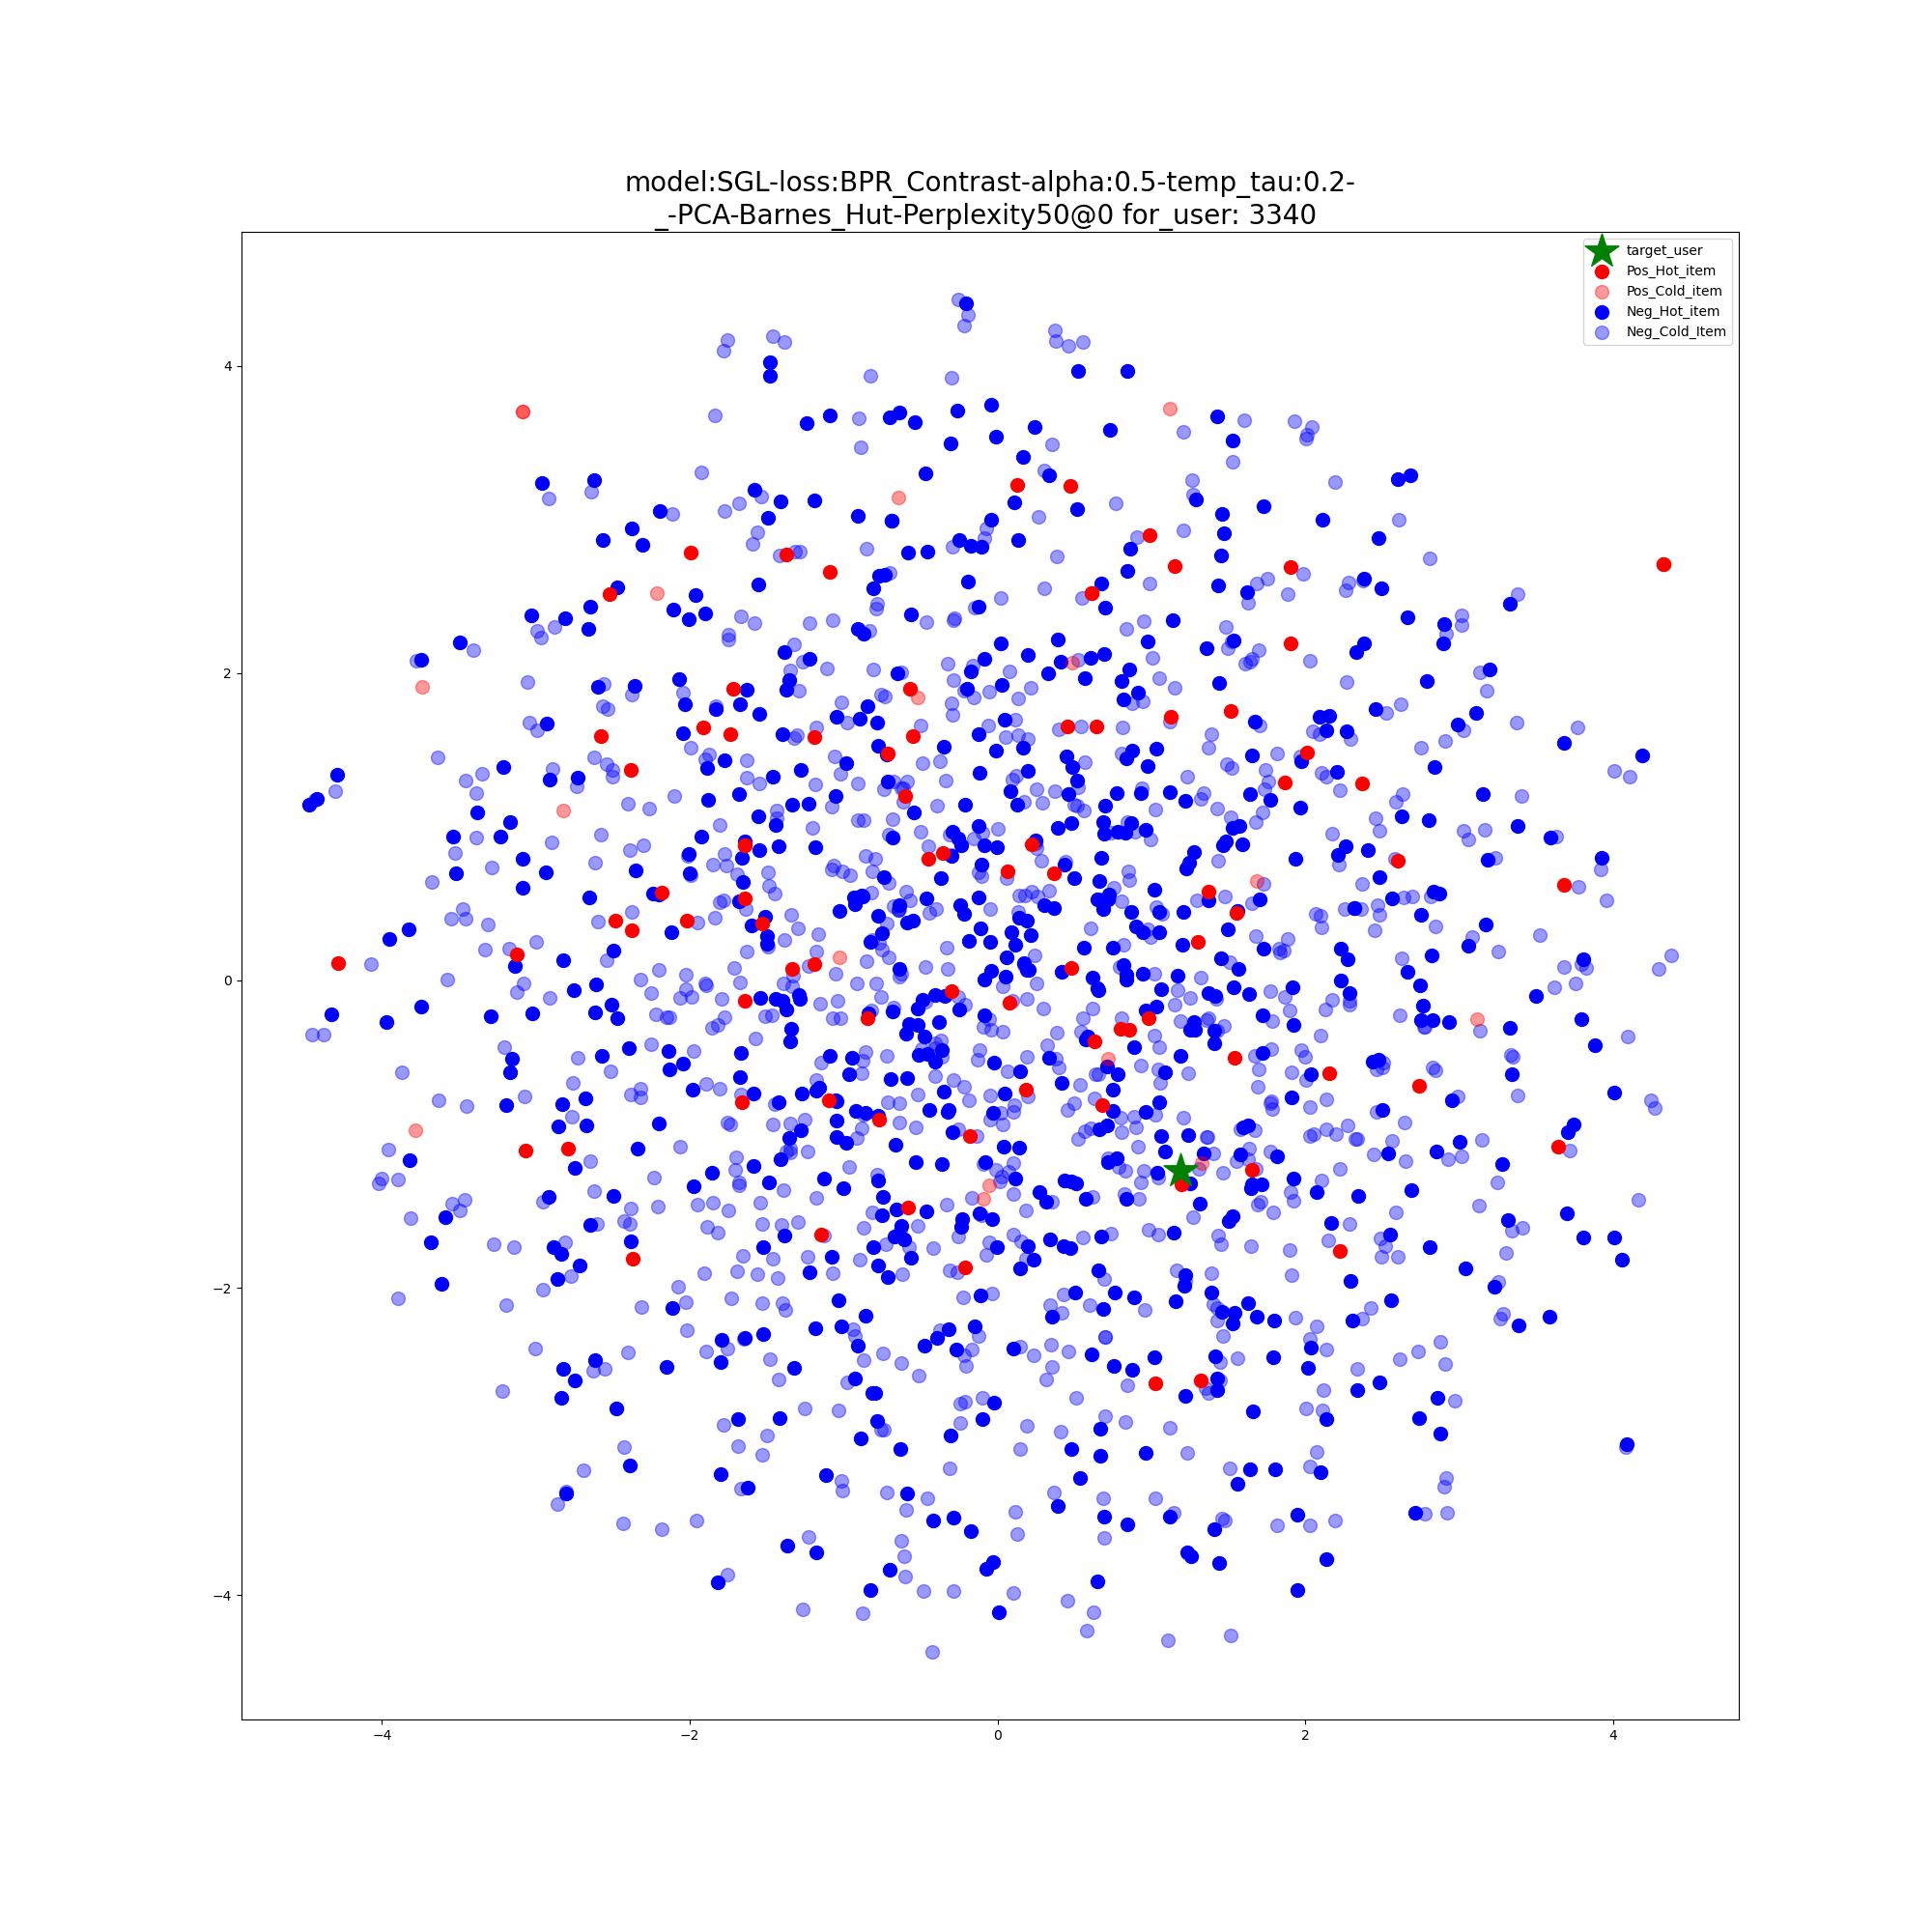 model:SGL-loss:BPR_Contrast-alpha:0.5-temp_tau:0.2-
_-PCA-Barnes_Hut-Perplexity50@0 for_user: 3340
target_user
Pos_Hot_item
Pos_Cold_item
Neg_Hot_item
Neg_Cold_Item
4
2
0
−2
−4
−4 −2 0 2 4